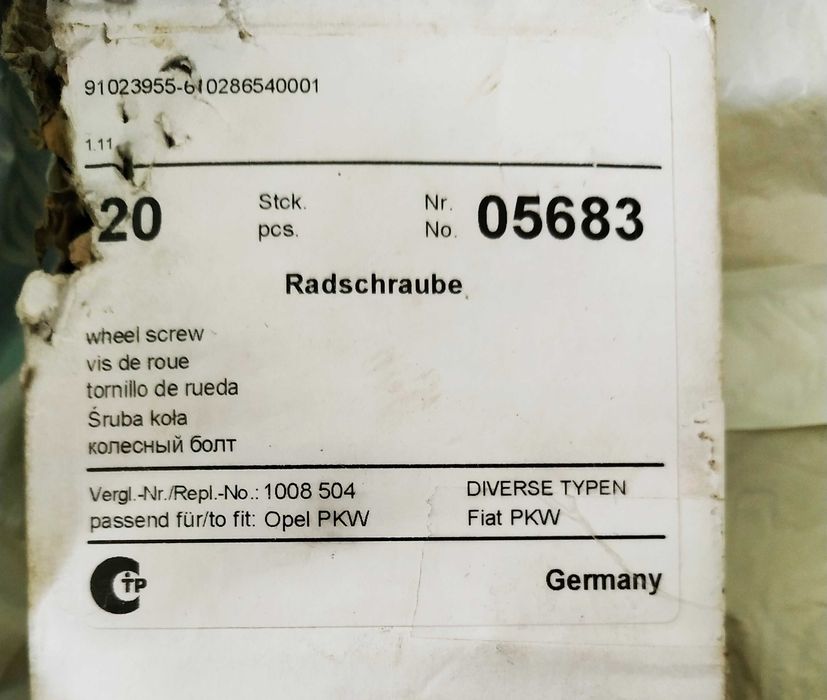 91023955-610286540001
1.11
20 Stck. pcs. Nr. No. 05683
Radschraube
wheel screw
vis de roue
tornillo de rueda
Śruba koła
колесный болт
Vergl.-Nr./Repl.-No.: 1008 504 DIVERSE TYPEN
passend für/to fit: Opel PKW Fiat PKW
CTP Germany